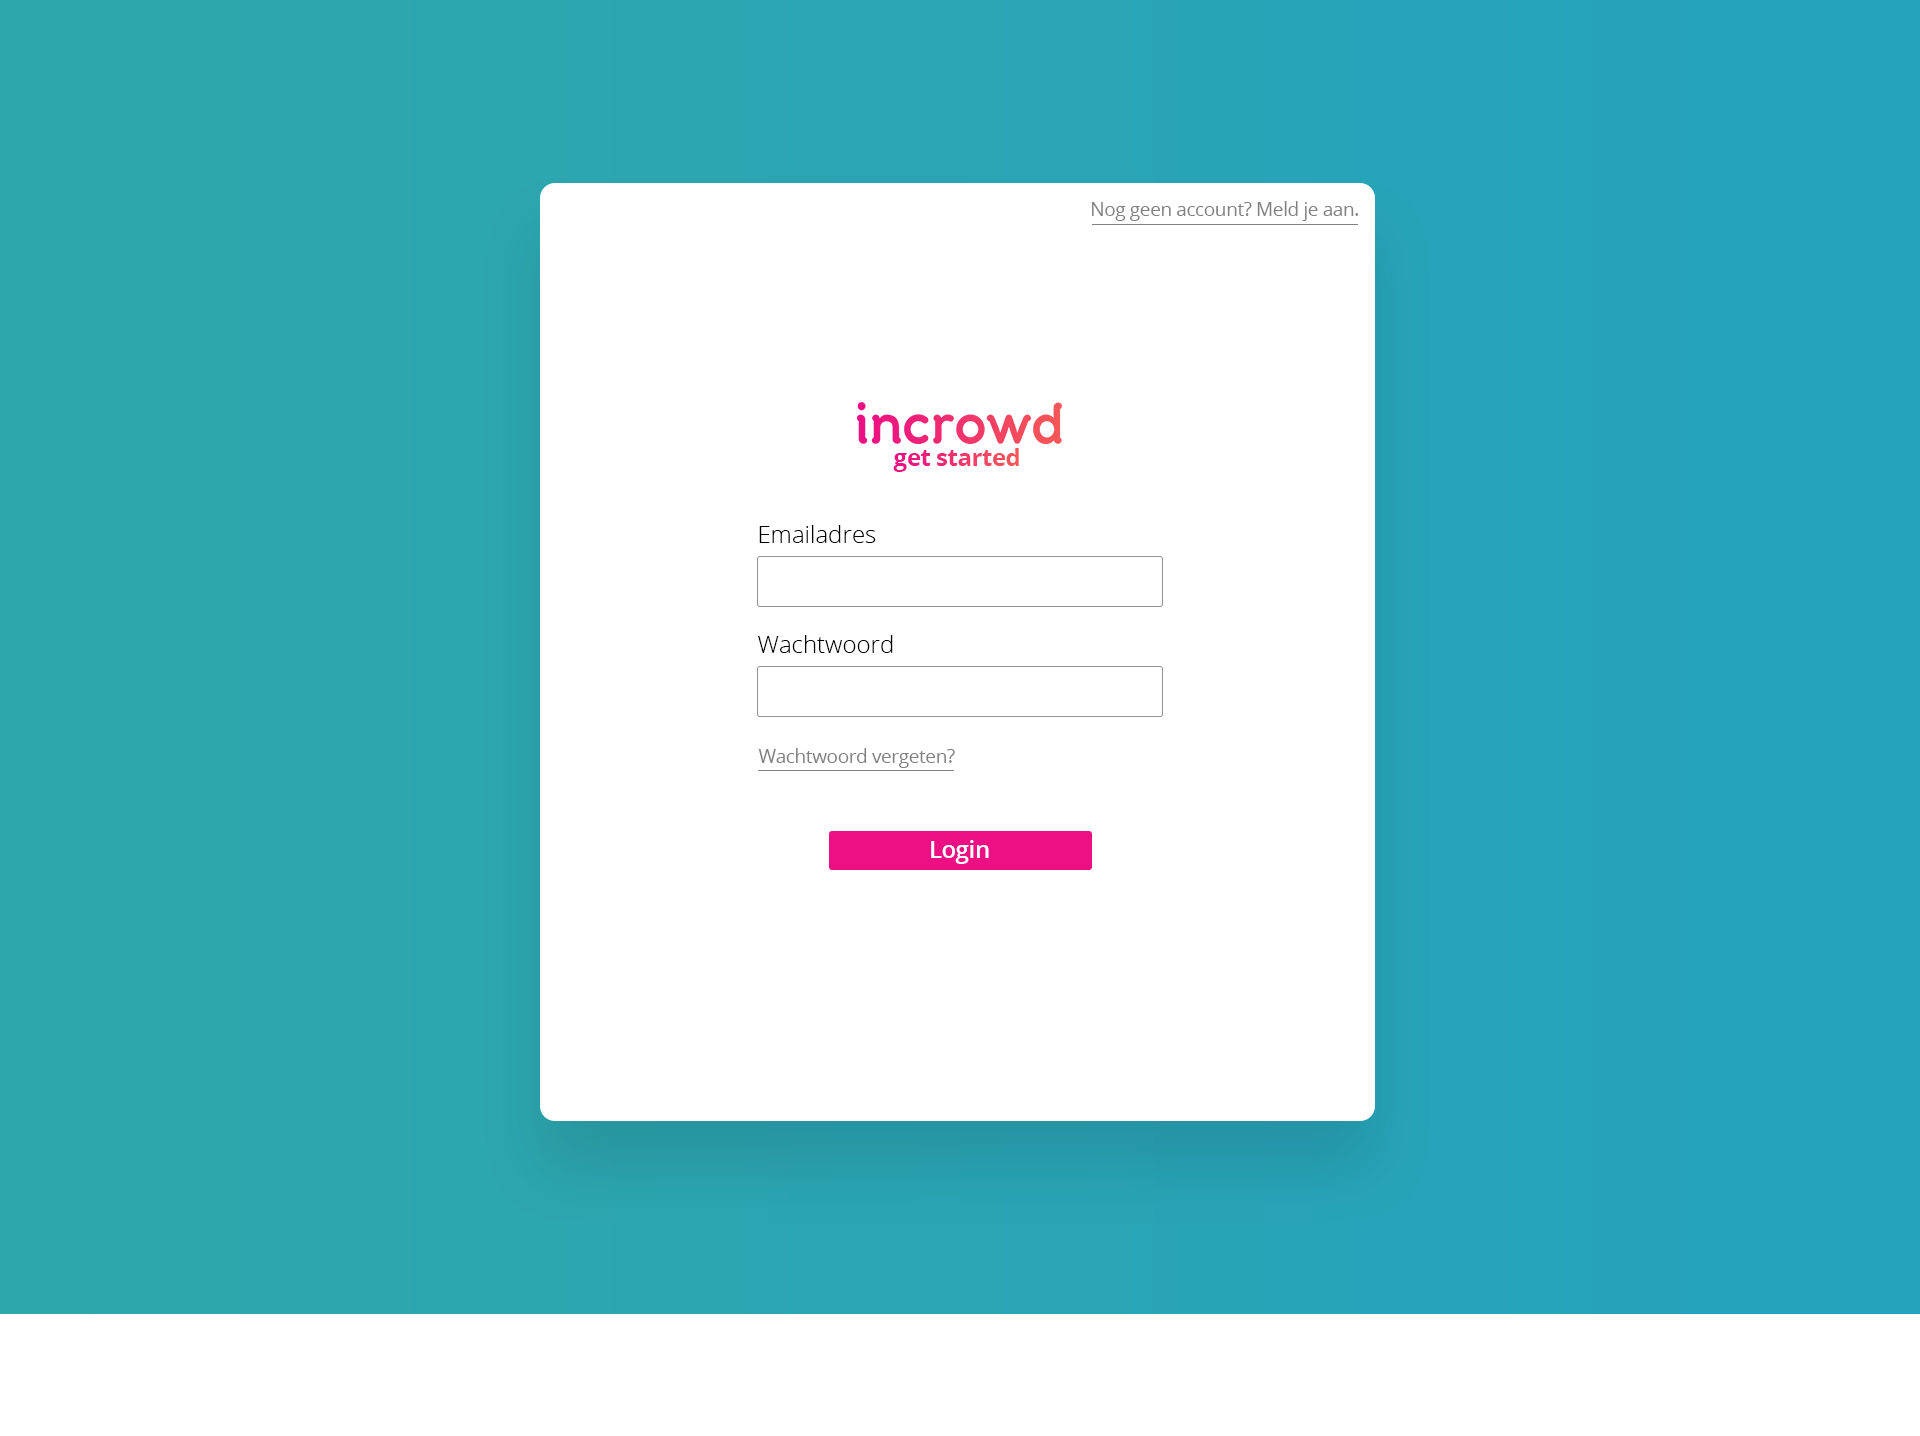 Nog geen account? Meld je aan.
incrowd
get started
Emailadres
Wachtwoord
Wachtwoord vergeten?
Login